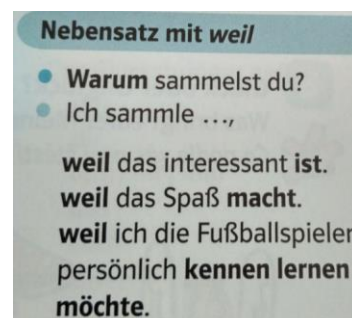 Nebensatz mit weil
Warum sammelst du?
Ich sammle …,
weil das interessant ist.
weil das Spaß macht.
weil ich die Fußballspieler
persönlich kennen lernen
möchte.